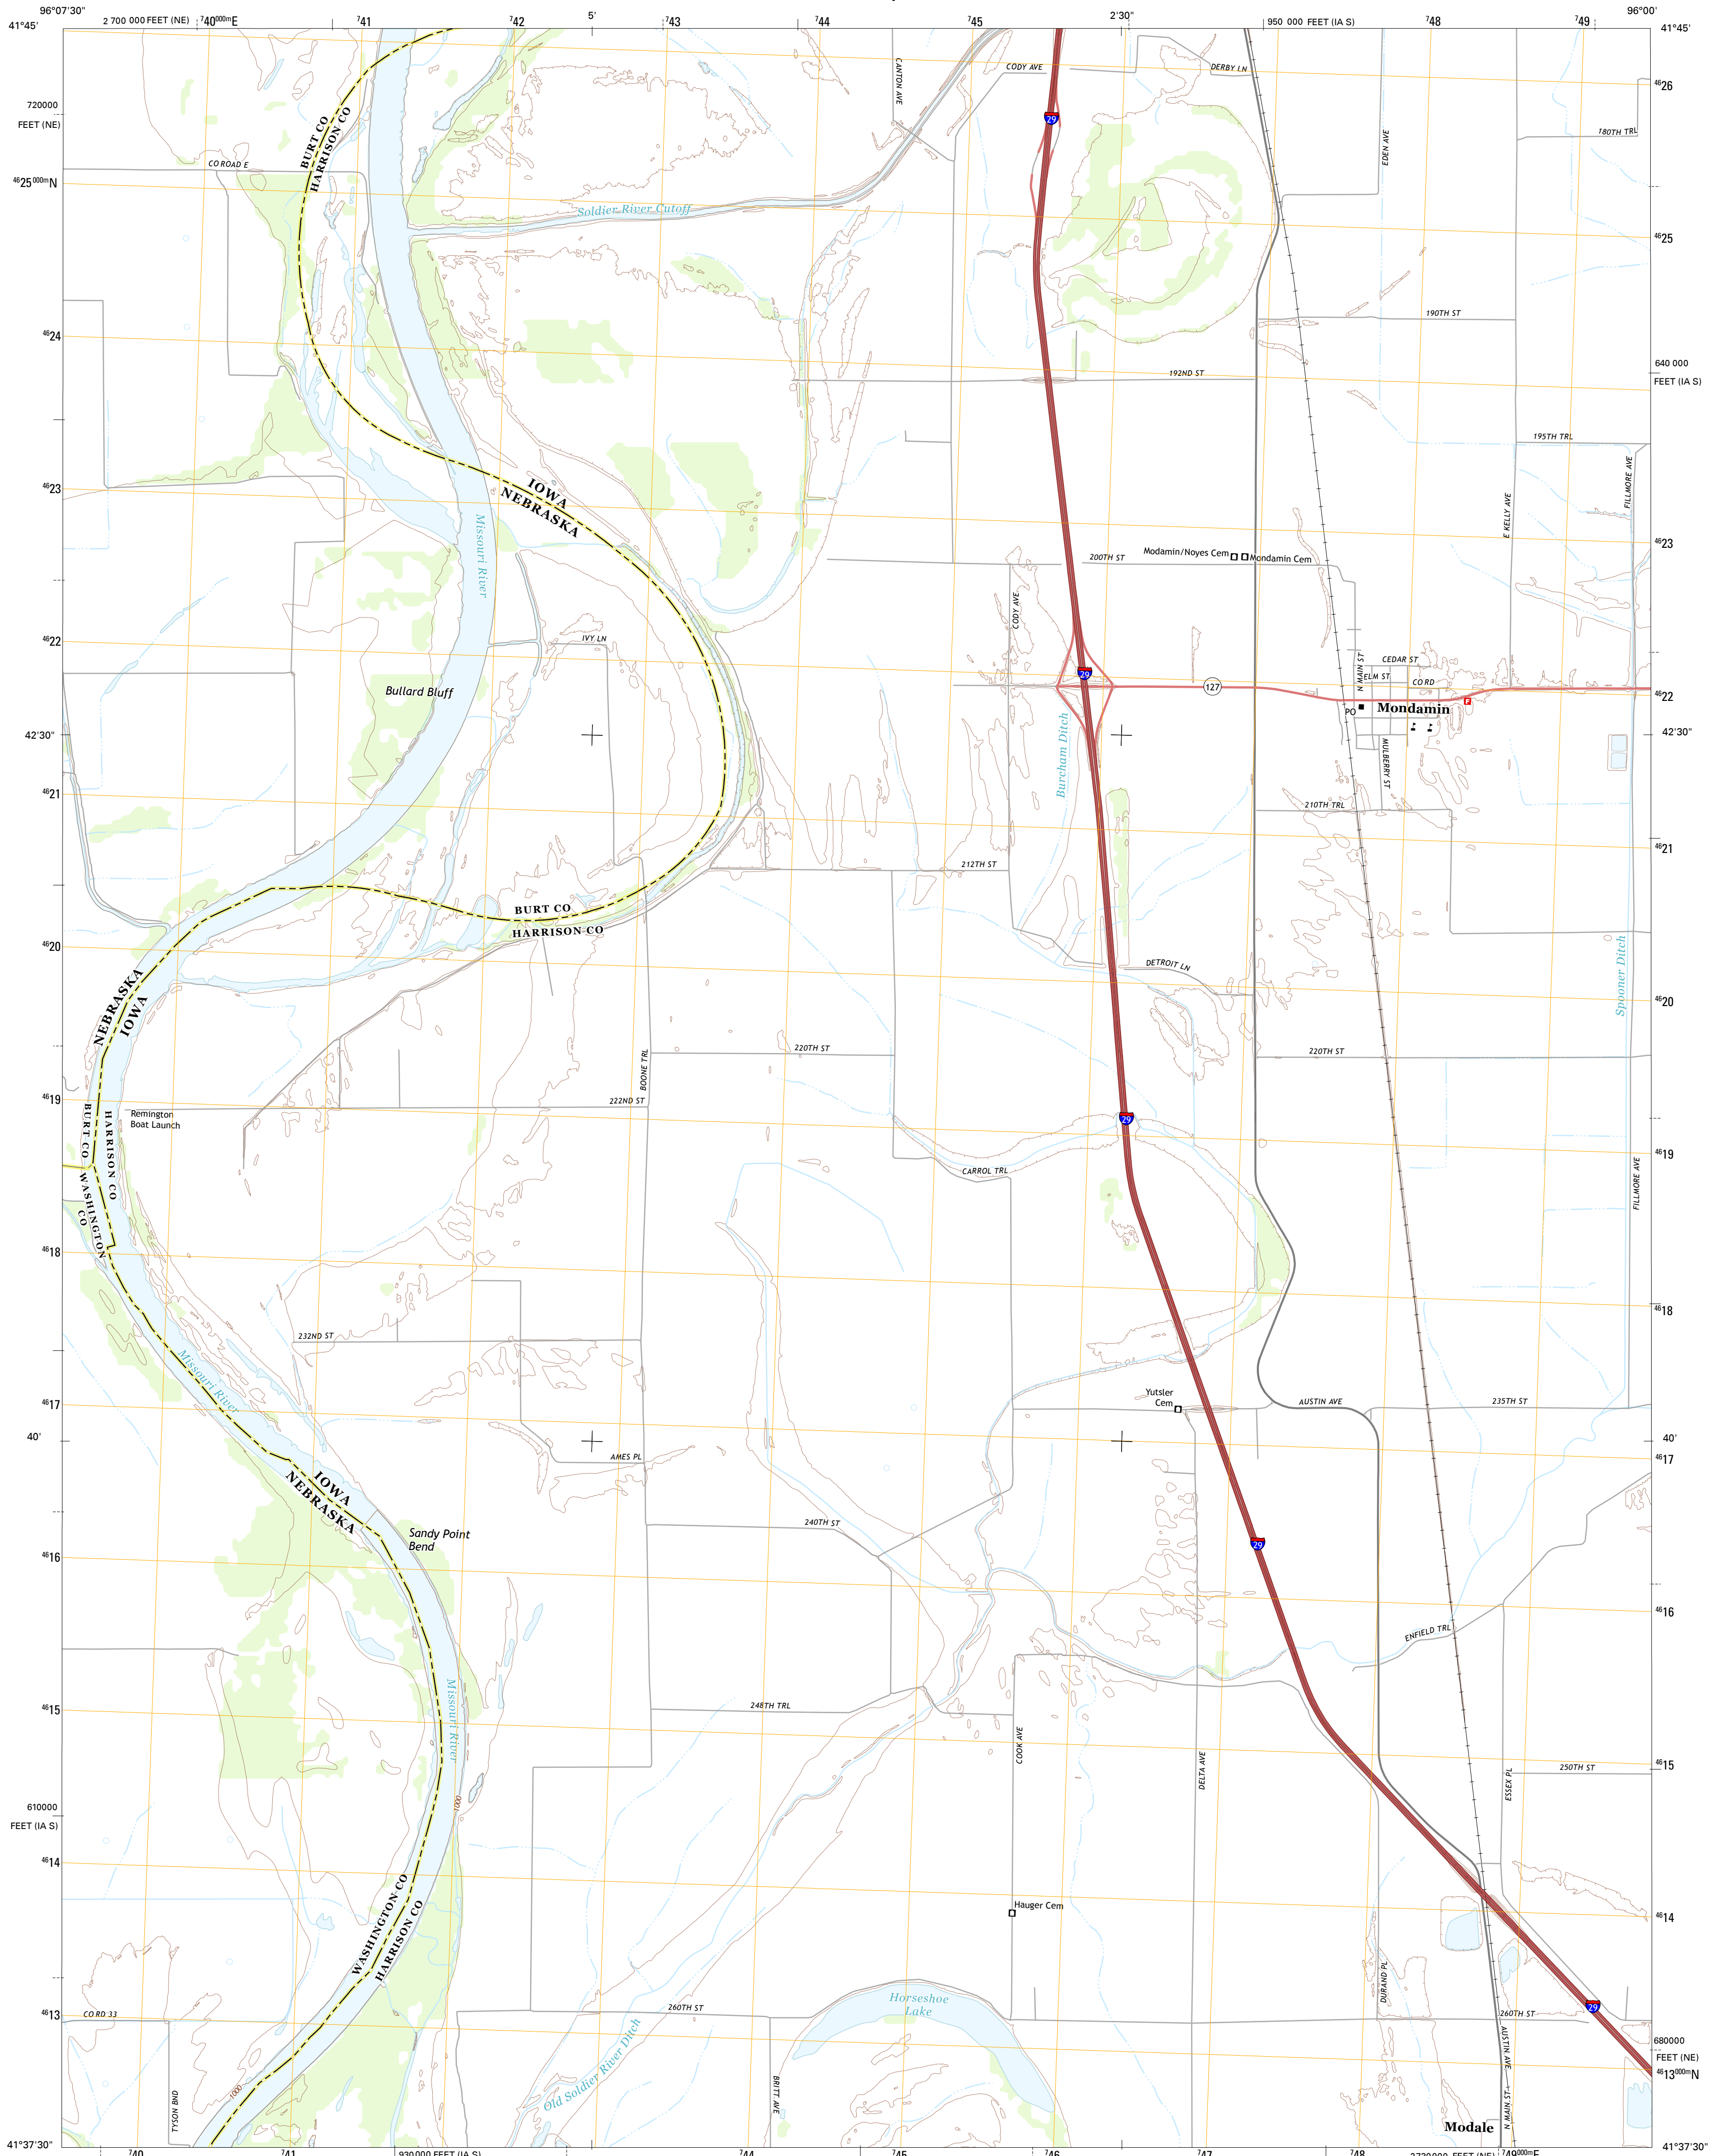 96°07'30"
2 700 000 FEET (NE)
⁷40⁰⁰⁰ᵐE
⁷41
⁷42
5'
⁷43
⁷44
⁷45
2'30"
950 000 FEET (IA S)
⁷48
⁷49
96°00'
41°45'
41°45'
720000
FEET (NE)
⁴⁶26
CANTON AVE
CODY AVE
DERBY LN
29
EDEN AVE
180TH TRL
BURT CO
HARRISON CO
CO ROAD E
⁴⁶25⁰⁰⁰ᵐN
Soldier River Cutoff
⁴⁶25
⁴⁶24
190TH ST
640 000
FEET (IA S)
192ND ST
195TH TRL
FILLMORE AVE
⁴⁶23
IOWA
NEBRASKA
E KELLY AVE
Missouri River
⁴⁶23
200TH ST
Modamin/Noyes Cem
Mondamin Cem
CODY AVE
⁴⁶22
IVY LN
CEDAR ST
N MAIN ST
ELM ST
CO RD
29
127
Bullard Bluff
⁴⁶22
PO
Mondamin
F
42'30"
42'30"
Burcham Ditch
MULBERRY ST
⁴⁶21
210TH TRL
⁴⁶21
212TH ST
BURT CO
HARRISON CO
⁴⁶20
DETROIT LN
Spooner Ditch
NEBRASKA
IOWA
⁴⁶20
220TH ST
220TH ST
BOONE TRL
⁴⁶19
222ND ST
Remington
Boat Launch
29
BURT CO
HARRISON CO
⁴⁶19
CARROL TRL
FILLMORE AVE
WASHINGTON
CO
⁴⁶18
⁴⁶18
232ND ST
Missouri River
Yutsler
Cem
AUSTIN AVE
235TH ST
⁴⁶17
40'
40'
AMES PL
⁴⁶17
IOWA
NEBRASKA
240TH ST
Sandy Point
Bend
29
⁴⁶16
⁴⁶16
ENFIELD TRL
Missouri River
⁴⁶15
248TH TRL
COOK AVE
DELTA AVE
⁴⁶15
250TH ST
ESSEX PL
1000
610000
FEET (IA S)
⁴⁶14
WASHINGTON CO
HARRISON CO
Hauger Cem
⁴⁶14
DURAND PL
Horseshoe
Lake
29
⁴⁶13
CO RD 33
260TH ST
260TH ST
680000
FEET (NE)
⁴⁶13⁰⁰⁰ᵐN
AUSTIN AVE
Old Soldier River Ditch
1000
TYSON BND
BRITT AVE
N MAIN ST
Modale
41°37'30"
41°37'30"
⁷40
⁷41
930 000 FEET (IA S)
⁷44
⁷45
⁷46
⁷47
⁷48
2720000 FEET (NE)
⁷49⁰⁰⁰ᵐE